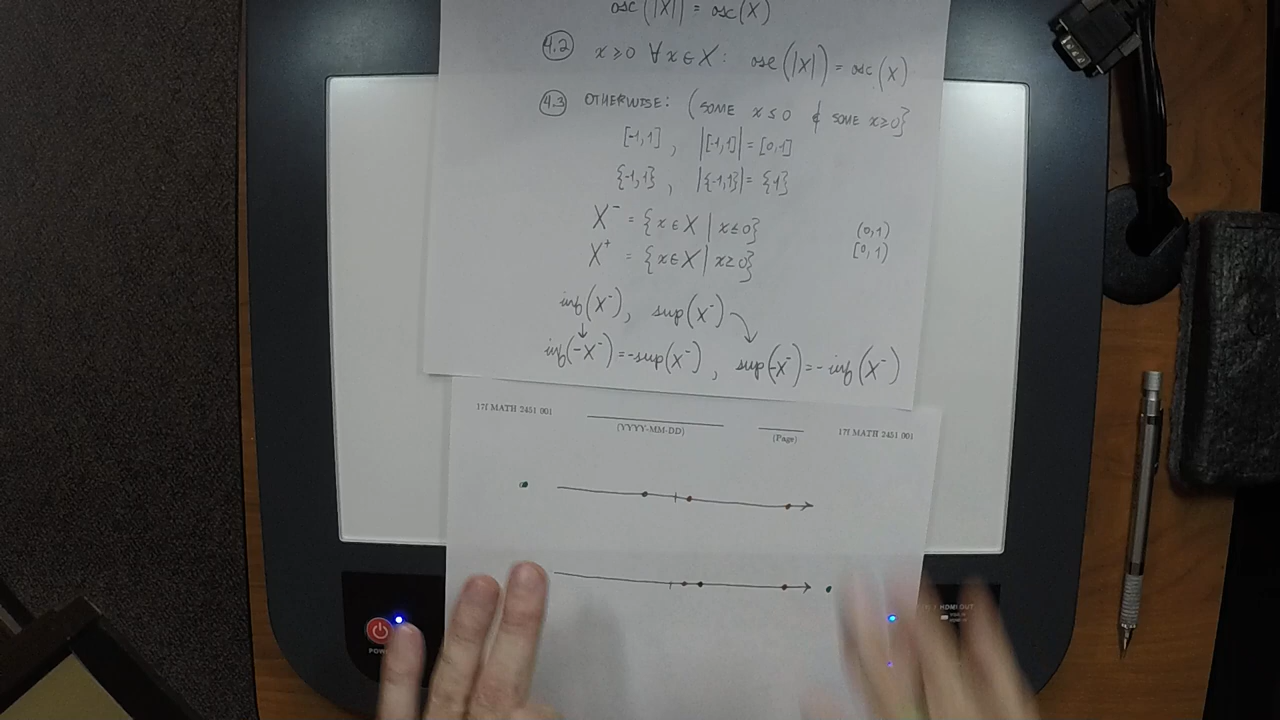 osc(|X|) = osc(X)
4.2 x ≥ 0 ∀ x ∈ X : osc(|X|) = osc(X)
4.3 OTHERWISE: (SOME x ≤ 0 & SOME x ≥ 0}
[-1,1] , |[-1,1]| = [0,1]
{-1,1} , |{-1,1}| = {1}
X⁻ = {x ∈ X | x ≤ 0} (0,1)
X⁺ = {x ∈ X | x ≥ 0} [0,1)
inf(X⁻), sup(X⁻)
inf(-X⁻) = -sup(X⁻) , sup(-X⁻) = -inf(X⁻)
17f MATH 2451 001 (YYYY-MM-DD) (Page) 17f MATH 2451 001
HDMI OUT
POW